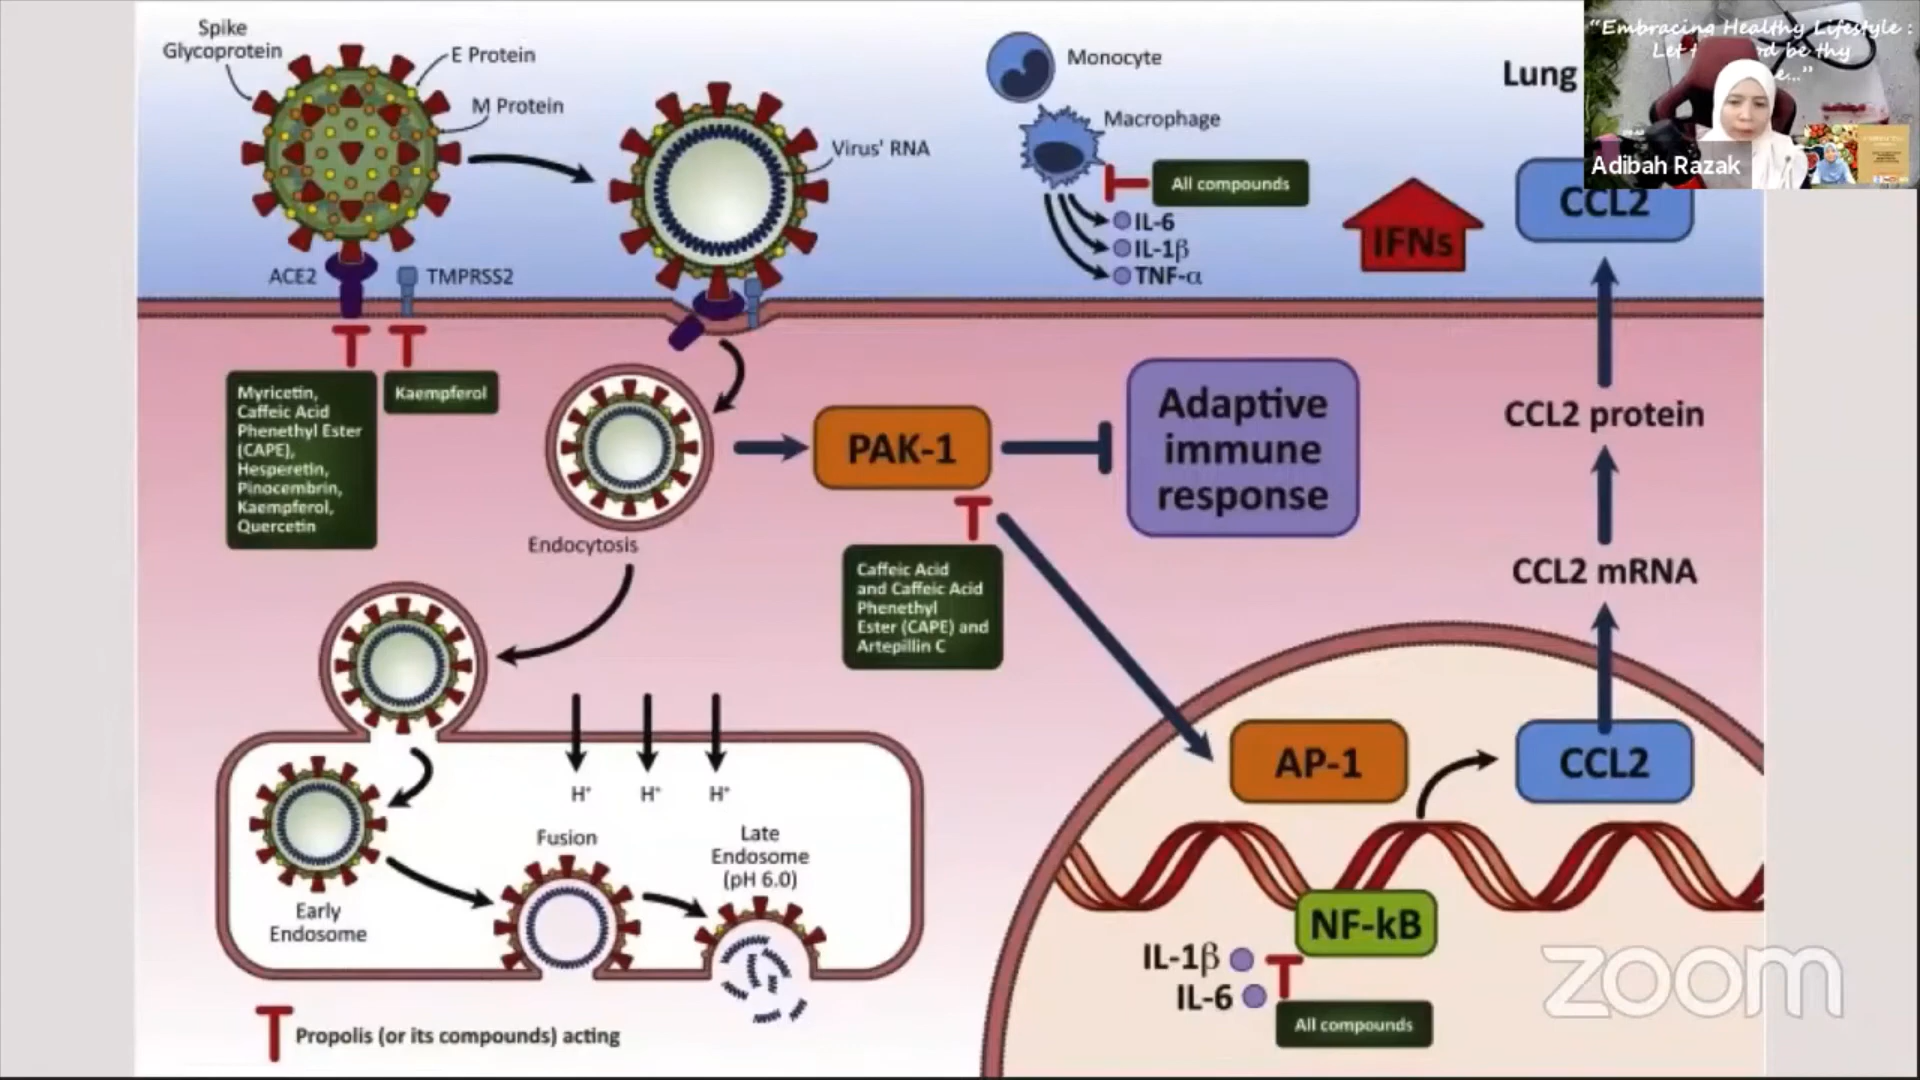 Spike
Glycoprotein
E Protein
M Protein
Virus' RNA
ACE2
TMPRSS2
Monocyte
Macrophage
All compounds
IL-6
IL-1β
TNF-α
IFNs
Lung
CCL2
"Embracing Healthy Lifestyle :
be thy
Adibah Razak
Myricetin,
Caffeic Acid
Phenethyl Ester
(CAPE),
Hesperetin,
Pinocembrin,
Kaempferol,
Quercetin
Kaempferol
Endocytosis
PAK-1
Adaptive
immune
response
Caffeic Acid
and Caffeic Acid
Phenethyl
Ester (CAPE) and
Artepillin C
CCL2 protein
CCL2 mRNA
AP-1
CCL2
NF-kB
IL-1β
IL-6
All compounds
H⁺ H⁺ H⁺
Fusion
Late
Endosome
(pH 6.0)
Early
Endosome
Propolis (or its compounds) acting
zoom